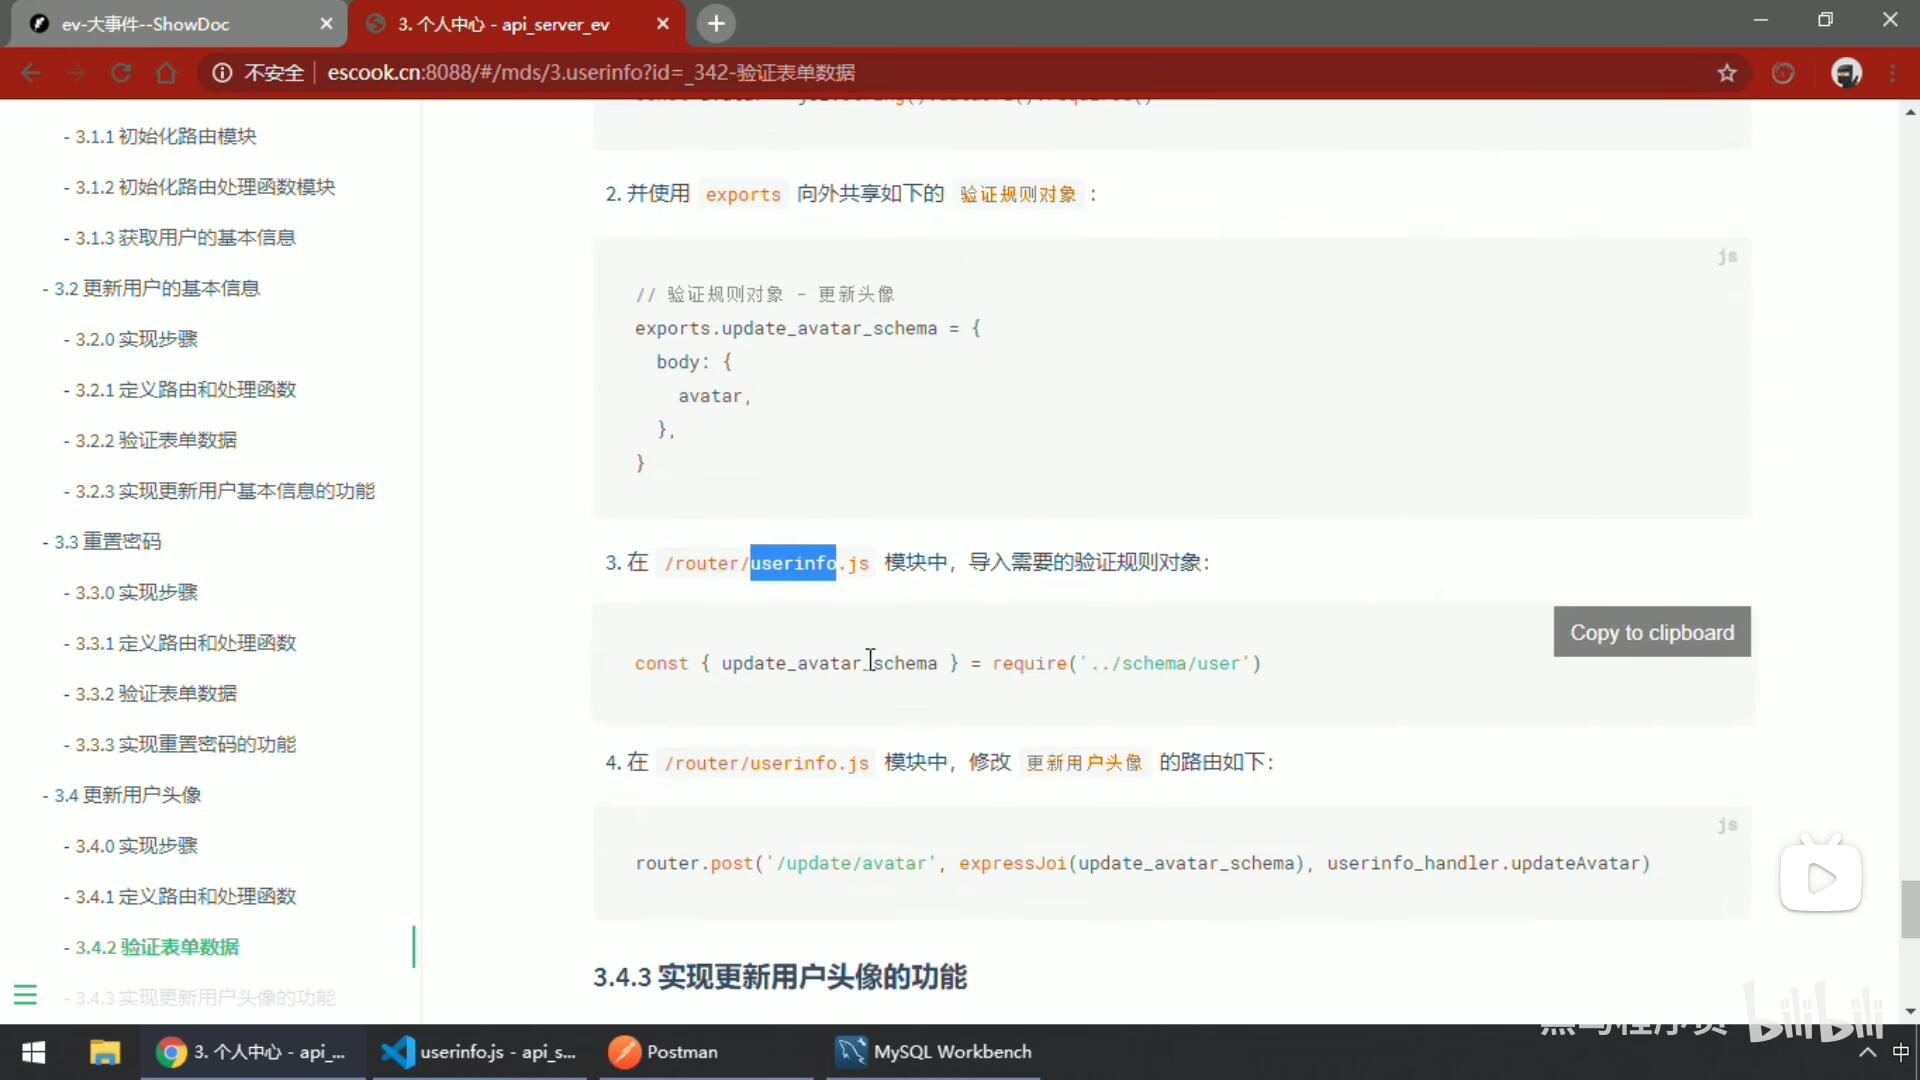 ev-大事件--ShowDoc
3. 个人中心 - api_server_ev
不安全
escook.cn:8088/#/mds/3.userinfo?id=_342-验证表单数据
- 3.1.1 初始化路由模块
- 3.1.2 初始化路由处理函数模块
- 3.1.3 获取用户的基本信息
- 3.2 更新用户的基本信息
- 3.2.0 实现步骤
- 3.2.1 定义路由和处理函数
- 3.2.2 验证表单数据
- 3.2.3 实现更新用户基本信息的功能
- 3.3 重置密码
- 3.3.0 实现步骤
- 3.3.1 定义路由和处理函数
- 3.3.2 验证表单数据
- 3.3.3 实现重置密码的功能
- 3.4 更新用户头像
- 3.4.0 实现步骤
- 3.4.1 定义路由和处理函数
- 3.4.2 验证表单数据
- 3.4.3 实现更新用户头像的功能
2. 并使用 exports 向外共享如下的 验证规则对象 :
js
// 验证规则对象 - 更新头像
exports.update_avatar_schema = {
body: {
avatar,
},
}
3. 在 /router/userinfo.js 模块中，导入需要的验证规则对象：
Copy to clipboard
const { update_avatar_schema } = require('../schema/user')
4. 在 /router/userinfo.js 模块中，修改 更新用户头像 的路由如下：
js
router.post('/update/avatar', expressJoi(update_avatar_schema), userinfo_handler.updateAvatar)
3.4.3 实现更新用户头像的功能
bilibili
3. 个人中心 - api_...
userinfo.js - api_s...
Postman
MySQL Workbench
中